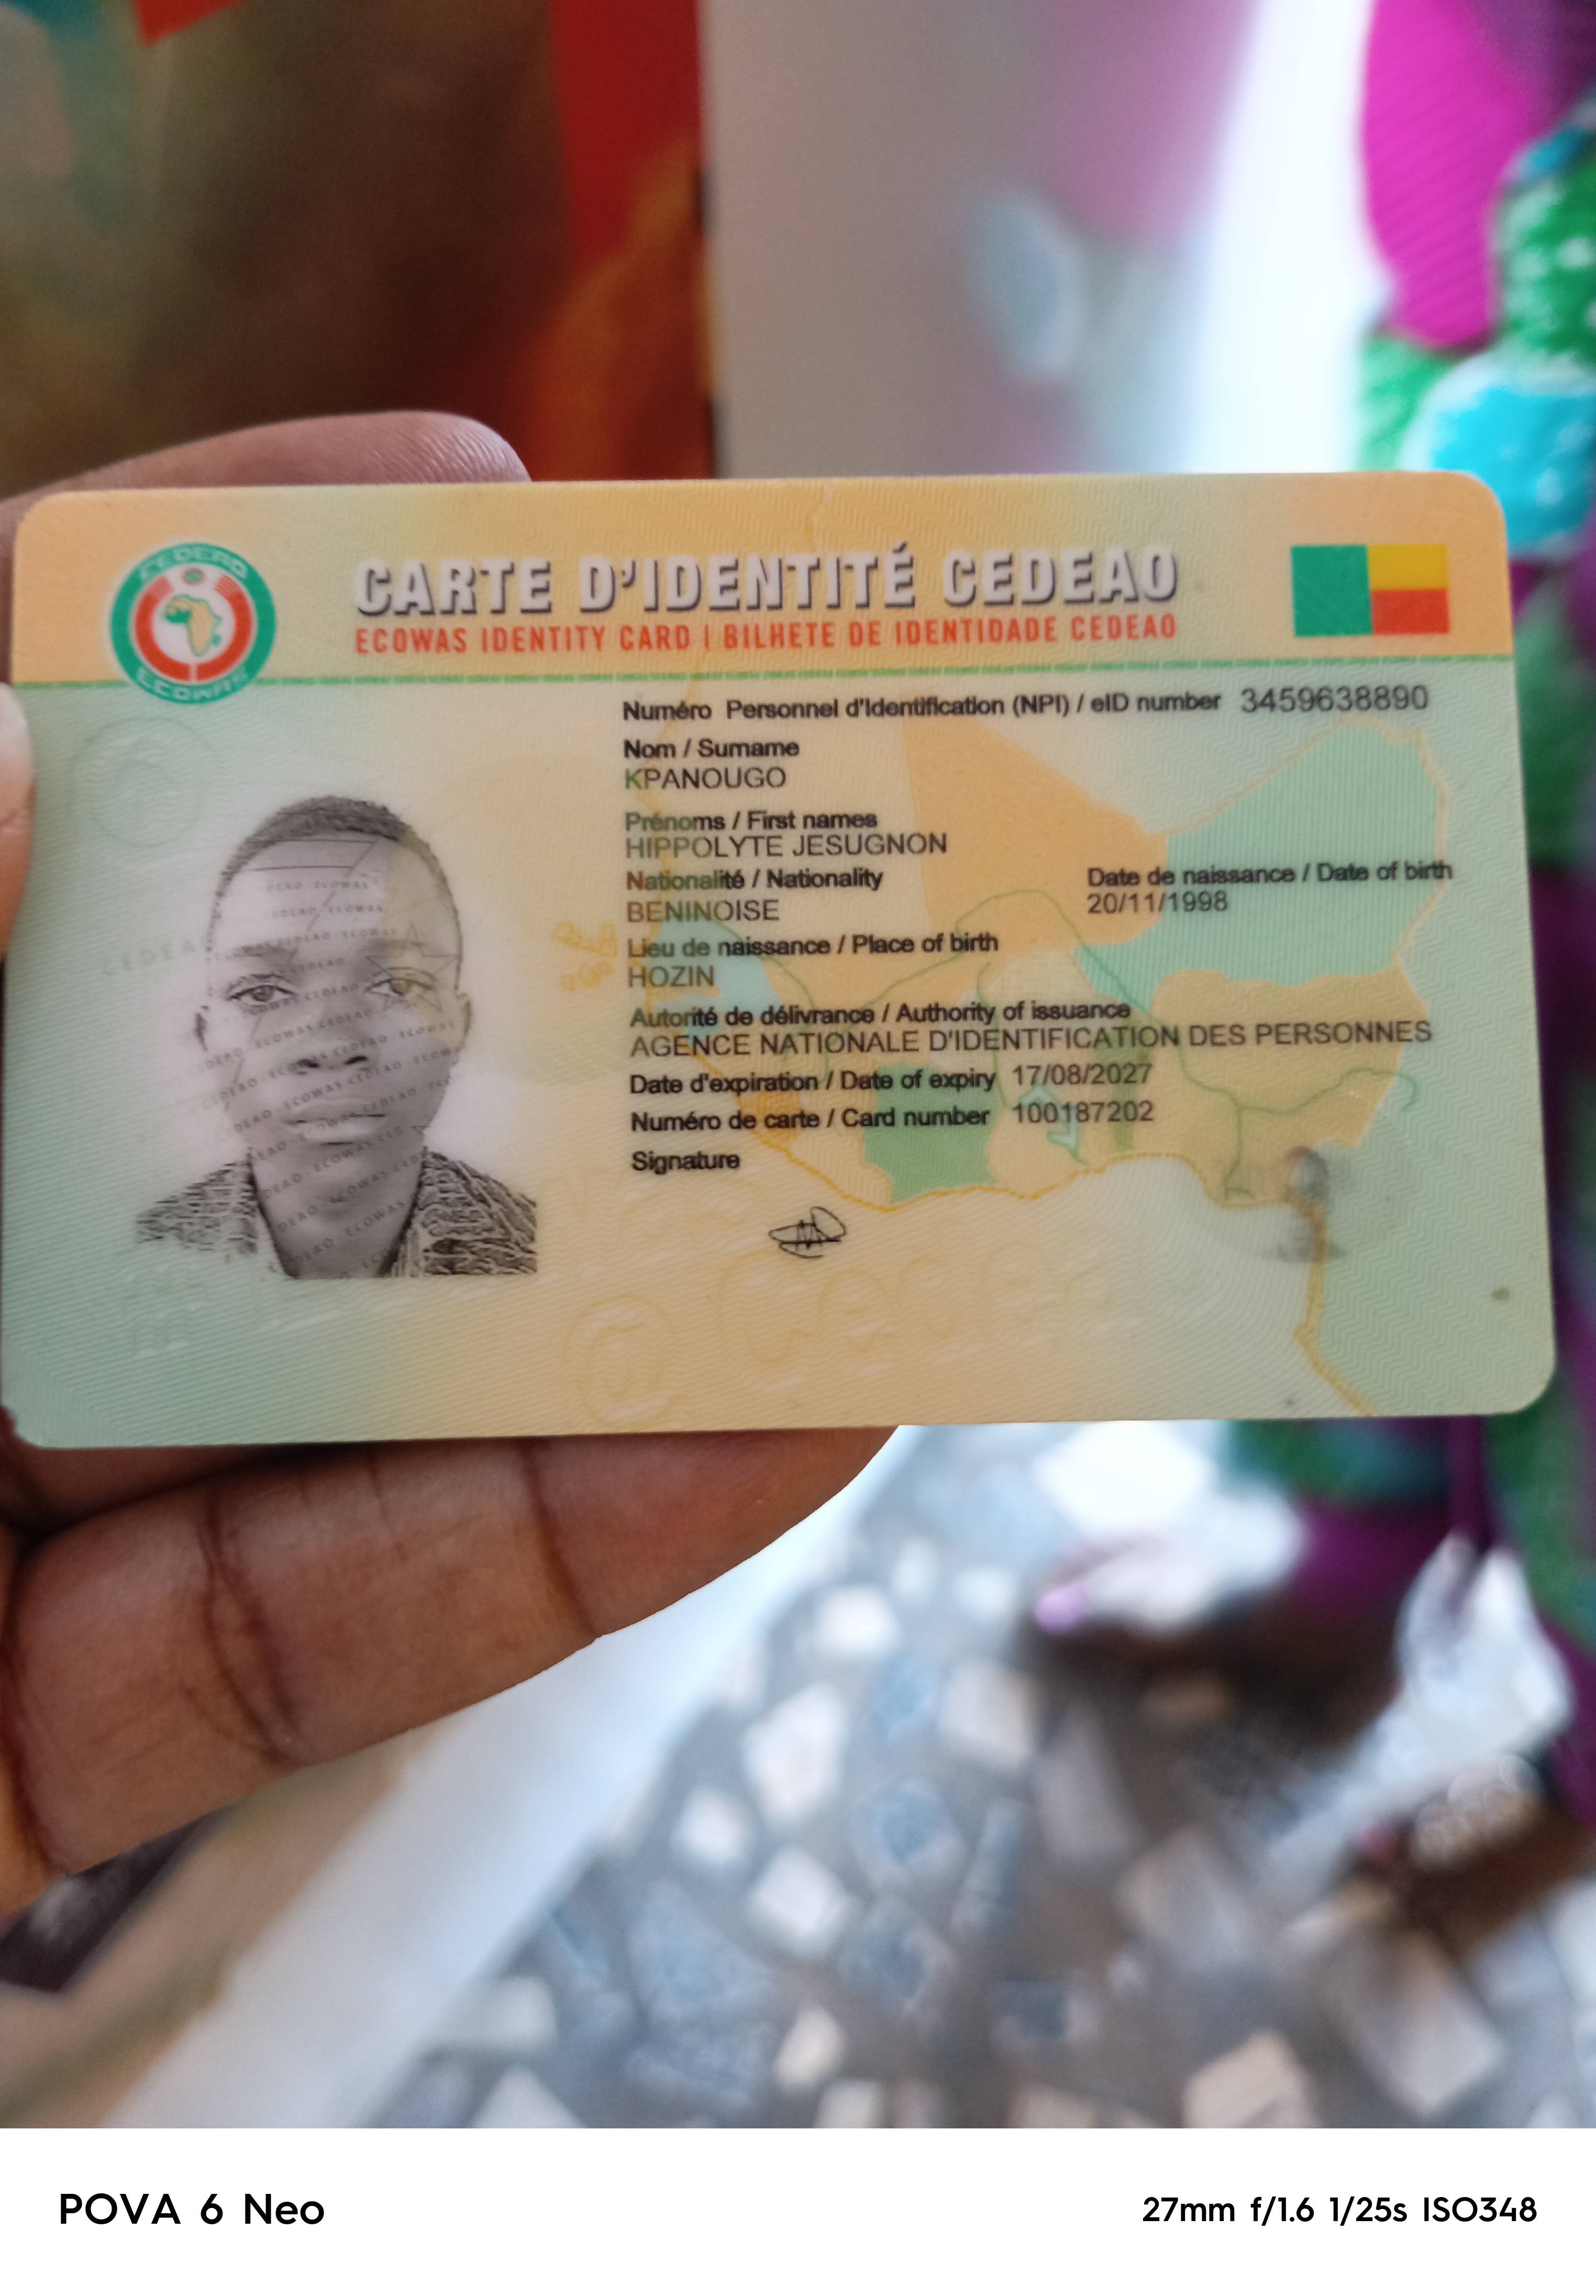 CEDEAO
ECOWAS
CARTE D'IDENTITÉ CEDEAO
ECOWAS IDENTITY CARD | BILHETE DE IDENTIDADE CEDEAO
Numéro Personnel d'Identification (NPI) / eID number 3459638890
Nom / Surname
KPANOUGO
Prénoms / First names
HIPPOLYTE JESUGNON
Nationalité / Nationality Date de naissance / Date of birth
BENINOISE 20/11/1998
Lieu de naissance / Place of birth
HOZIN
Autorité de délivrance / Authority of issuance
AGENCE NATIONALE D'IDENTIFICATION DES PERSONNES
Date d'expiration / Date of expiry 17/08/2027
Numéro de carte / Card number 100187202
Signature
POVA 6 Neo
27mm f/1.6 1/25s ISO348